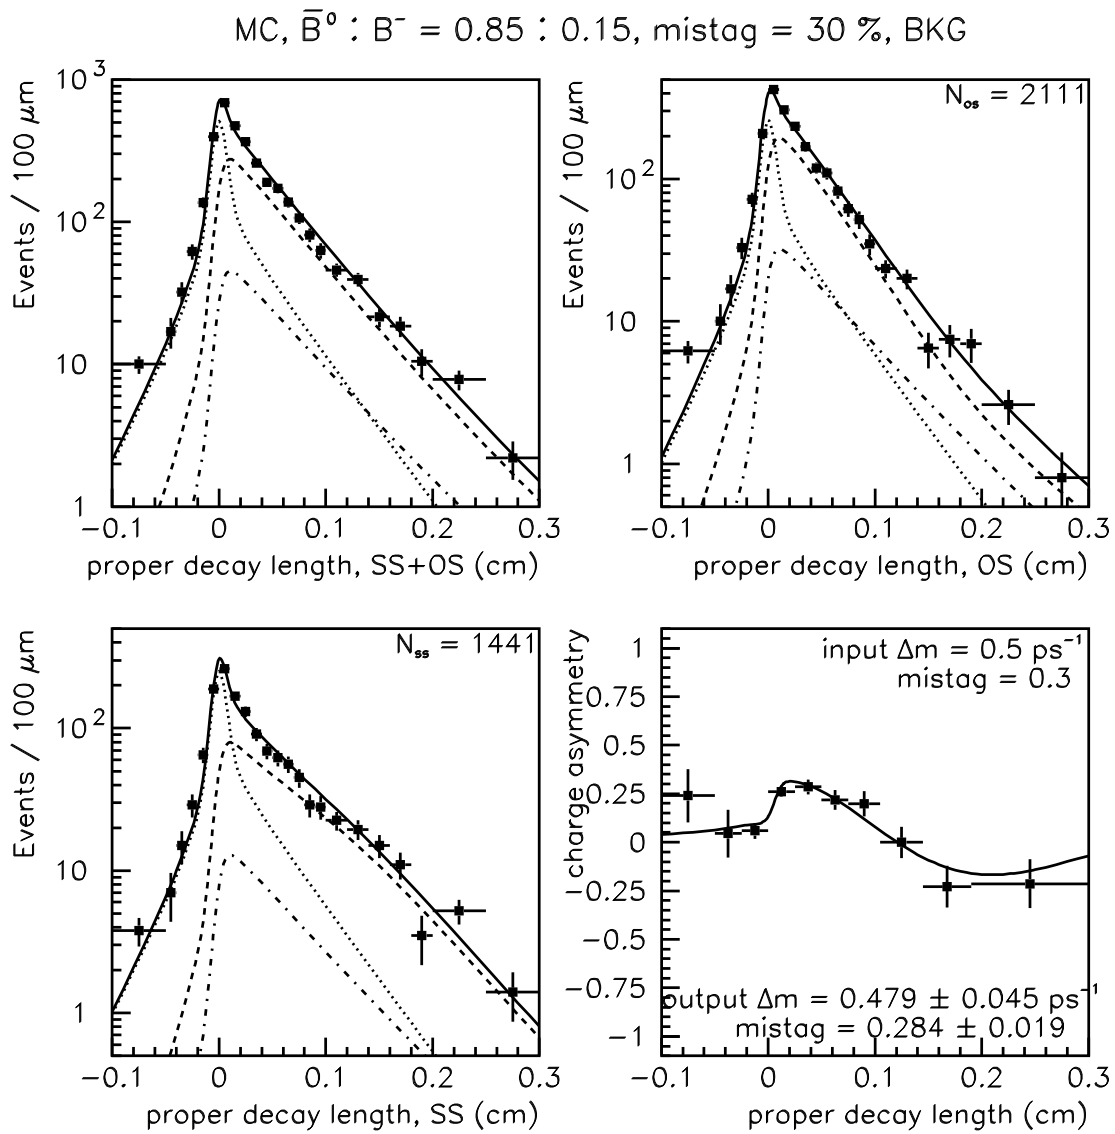 MC, B̄⁰ : B⁻ = 0.85 : 0.15, mistag = 30 %, BKG
Events / 100 μm
10³
10²
10
1
−0.1 0 0.1 0.2 0.3
proper decay length, SS+OS (cm)
Events / 100 μm
N_os = 2111
10²
10
1
−0.1 0 0.1 0.2 0.3
proper decay length, OS (cm)
Events / 100 μm
N_ss = 1441
10²
10
1
−0.1 0 0.1 0.2 0.3
proper decay length, SS (cm)
charge asymmetry
input Δm = 0.5 ps⁻¹
mistag = 0.3
1
0.75
0.5
0.25
0
−0.25
−0.5
−0.75
−1
output Δm = 0.479 ± 0.045 ps⁻¹
mistag = 0.284 ± 0.019
−0.1 0 0.1 0.2 0.3
proper decay length (cm)